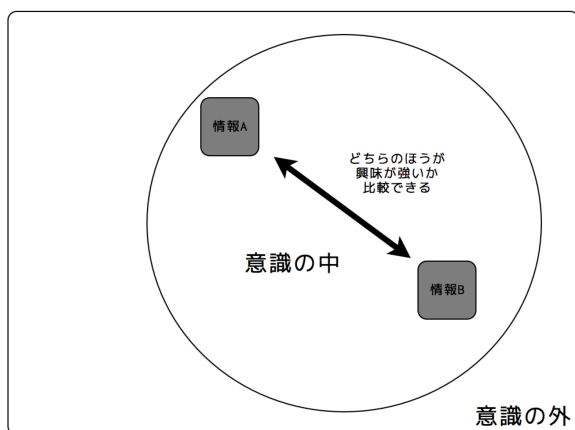 情報A
どちらのほうが
興味が強いか
比較できる
意識の中
情報B
意識の外